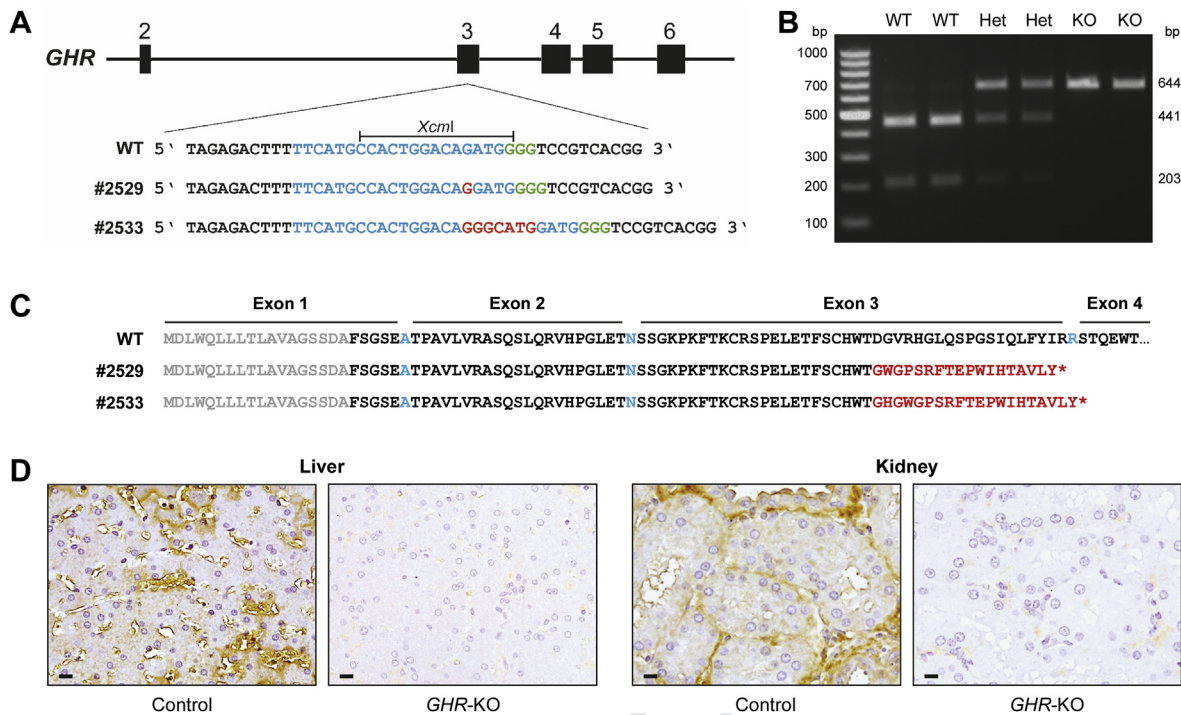 A
2 3 4 5 6
GHR
XcmI
WT 5' TAGAGACTTTTTCATGCCACTGGACAGATGGGGTCCGTCACGG 3'
#2529 5' TAGAGACTTTTTCATGCCACTGGACAGGATGGGGTCCGTCACGG 3'
#2533 5' TAGAGACTTTTTCATGCCACTGGACAGGGCATGGATGGGGTCCGTCACGG 3'
B
WT WT Het Het KO KO
bp bp
1000
700 644
500 441
300
200 203
100
C
Exon 1 Exon 2 Exon 3 Exon 4
WT MDLWQLLLTLAVAGSSDAFSGSEATPAVLVRASQSLQRVHPGLETNSSGKPKFTKCRSPELETFSCHWTDGVRHGLQSPGSIQLFYIRRSTQEWT…
#2529 MDLWQLLLTLAVAGSSDAFSGSEATPAVLVRASQSLQRVHPGLETNSSGKPKFTKCRSPELETFSCHWTGWGPSRFTEPWIHTAVLY*
#2533 MDLWQLLLTLAVAGSSDAFSGSEATPAVLVRASQSLQRVHPGLETNSSGKPKFTKCRSPELETFSCHWTGHGWGPSRFTEPWIHTAVLY*
D
Liver Kidney
Control GHR-KO Control GHR-KO